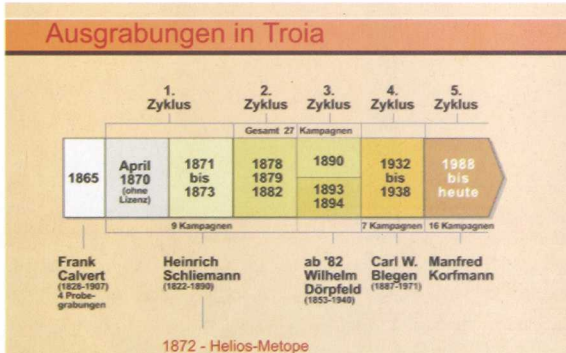 Ausgrabungen in Troia
1. Zyklus
2. Zyklus
3. Zyklus
4. Zyklus
5. Zyklus
Gesamt 27 Kampagnen
1865
April
1870
(ohne
Lizenz)
1871
bis
1873
1878
1879
1882
1890
1893
1894
1932
bis
1938
1988
bis
heute
9 Kampagnen
7 Kampagnen
16 Kampagnen
Frank
Calvert
(1828-1907)
4 Probe-
grabungen
Heinrich
Schliemann
(1822-1890)
ab '82
Wilhelm
Dörpfeld
(1853-1940)
Carl W.
Blegen
(1887-1971)
Manfred
Korfmann
1872 - Helios-Metope